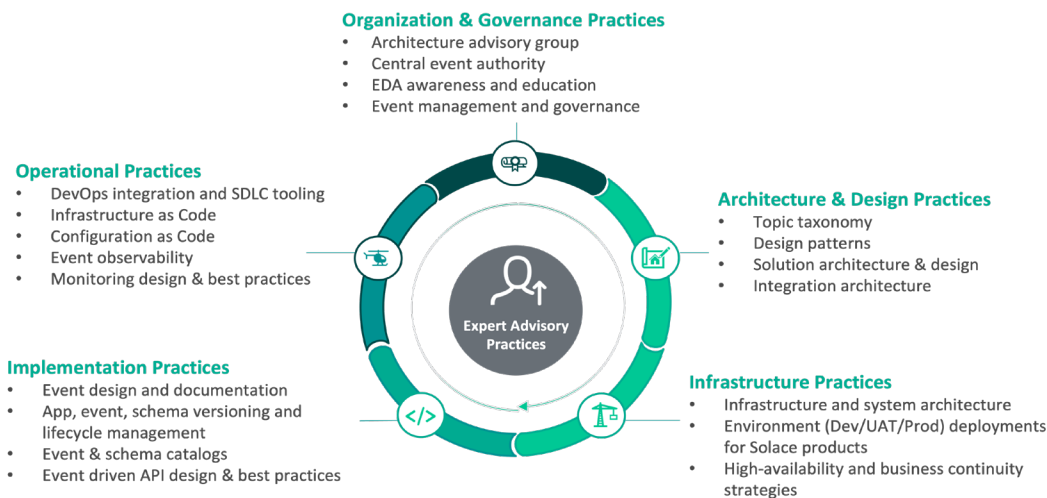 Organization & Governance Practices
• Architecture advisory group
• Central event authority
• EDA awareness and education
• Event management and governance
Operational Practices
• DevOps integration and SDLC tooling
• Infrastructure as Code
• Configuration as Code
• Event observability
• Monitoring design & best practices
Architecture & Design Practices
• Topic taxonomy
• Design patterns
• Solution architecture & design
• Integration architecture
Expert Advisory
Practices
Implementation Practices
• Event design and documentation
• App, event, schema versioning and
lifecycle management
• Event & schema catalogs
• Event driven API design & best practices
</>
Infrastructure Practices
• Infrastructure and system architecture
• Environment (Dev/UAT/Prod) deployments
for Solace products
• High-availability and business continuity
strategies